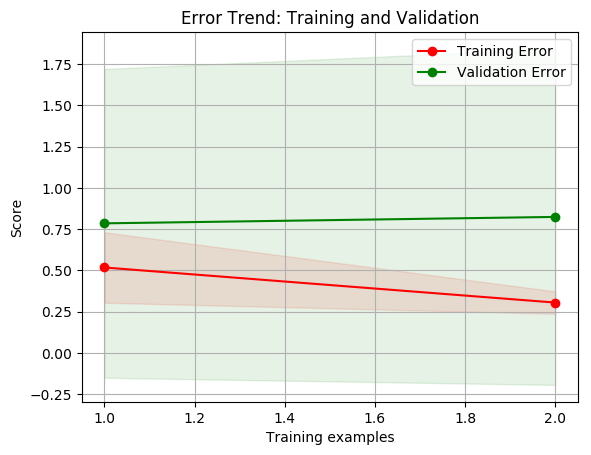 Error Trend: Training and Validation
Training Error
Validation Error
Score
1.75
1.50
1.25
1.00
0.75
0.50
0.25
0.00
−0.25
1.0 1.2 1.4 1.6 1.8 2.0
Training examples